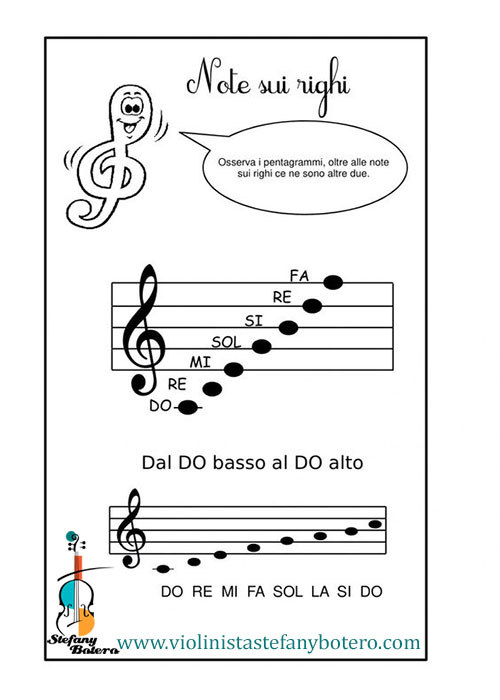 Note sui righi
Osserva i pentagrammi, oltre alle note
sui righi ce ne sono altre due.
FA
RE
SI
SOL
MI
RE
DO
Dal DO basso al DO alto
DO RE MI FA SOL LA SI DO
Stefany
Botero
www.violinistastefanybotero.com